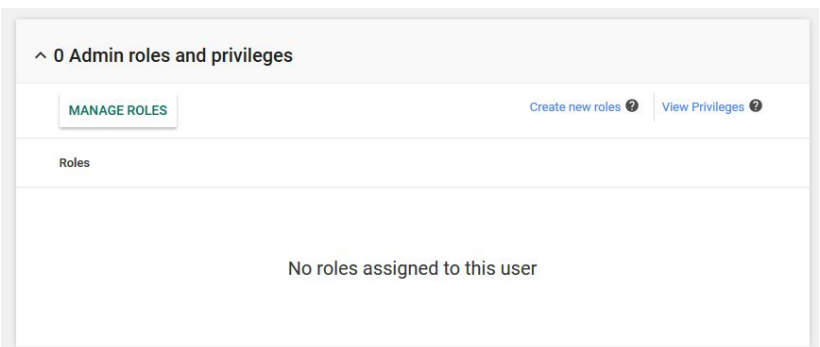 0 Admin roles and privileges
MANAGE ROLES
Create new roles
View Privileges
Roles
No roles assigned to this user